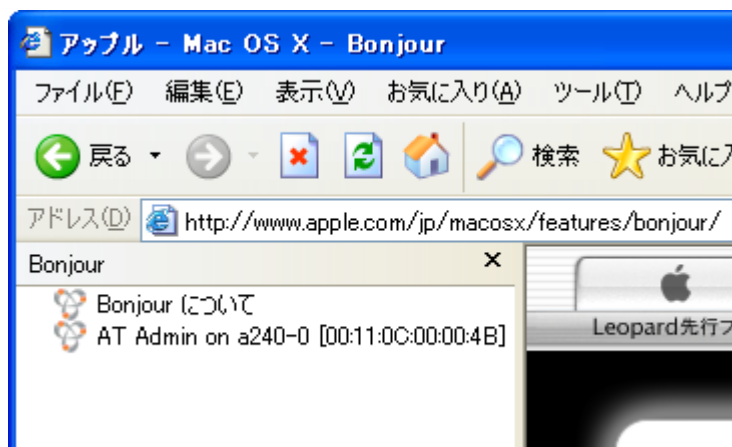 アップル - Mac OS X - Bonjour
ファイル(F) 編集(E) 表示(V) お気に入り(A) ツール(T) ヘルプ
戻る 検索 お気に入
アドレス(D) http://www.apple.com/jp/macosx/features/bonjour/
Bonjour ×
Bonjour について
AT Admin on a240-0 [00:11:0C:00:00:4B]
Leopard先行プ